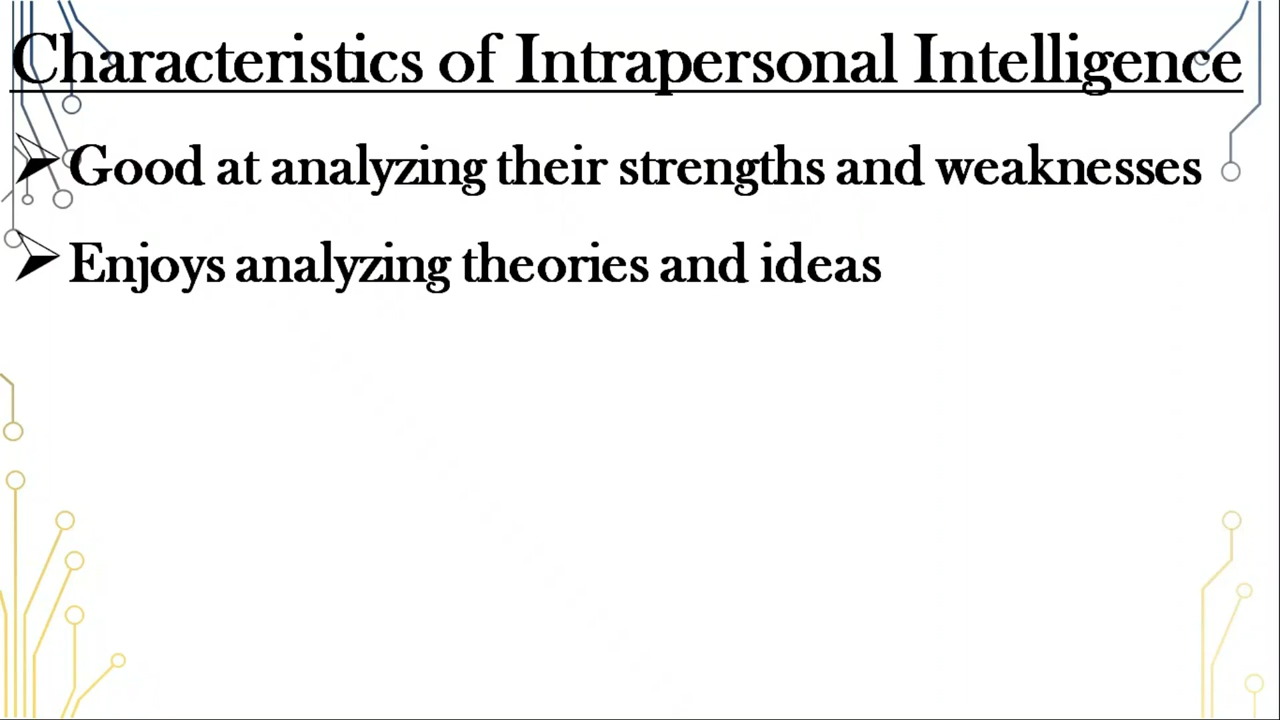 Characteristics of Intrapersonal Intelligence
Good at analyzing their strengths and weaknesses
Enjoys analyzing theories and ideas